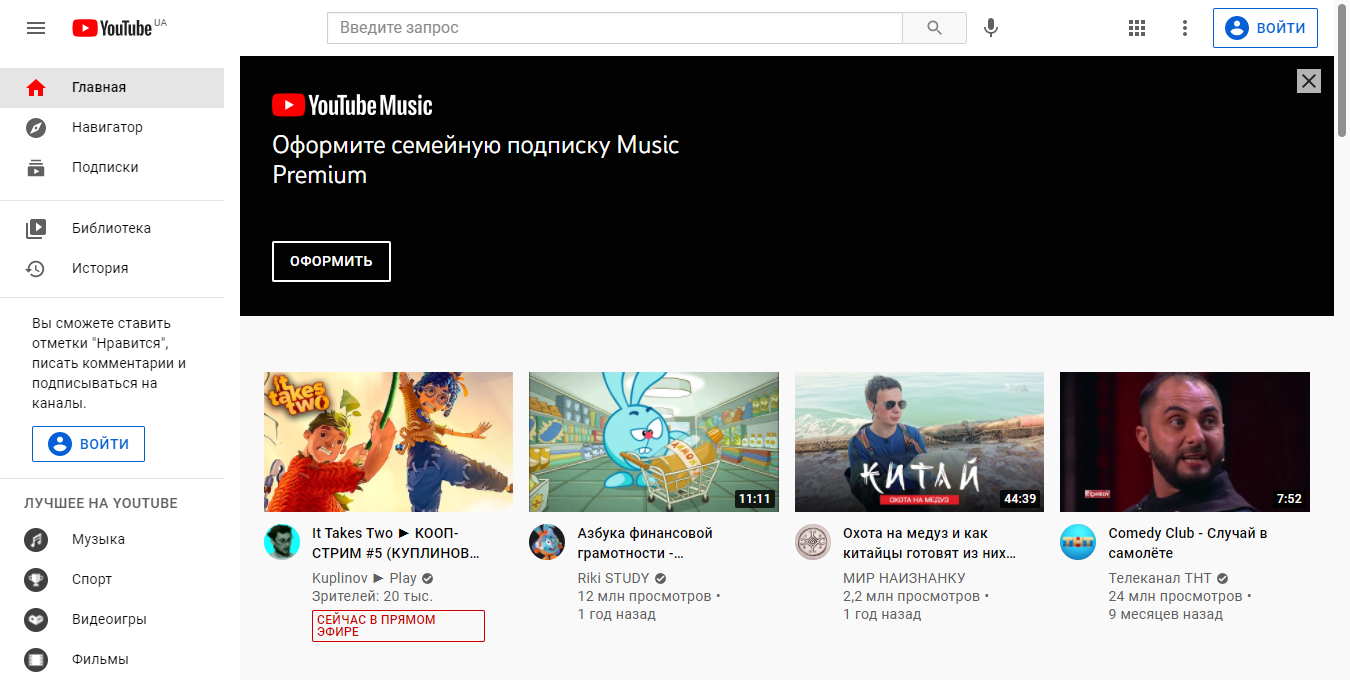 YouTube UA
Введите запрос
ВОЙТИ
Главная
Навигатор
Подписки
Библиотека
История
Вы сможете ставить
отметки "Нравится",
писать комментарии и
подписываться на
каналы.
ВОЙТИ
ЛУЧШЕЕ НА YOUTUBE
Музыка
Спорт
Видеоигры
Фильмы
YouTube Music
Оформите семейную подписку Music
Premium
ОФОРМИТЬ
it
takes
two
It Takes Two ► КООП-
СТРИМ #5 (КУПЛИНОВ...
Kuplinov ► Play
Зрителей: 20 тыс.
СЕЙЧАС В ПРЯМОМ
ЭФИРЕ
11:11
Азбука финансовой
грамотности -...
Riki STUDY
12 млн просмотров •
1 год назад
КИТАЙ
ОХОТА НА МЕДУЗ
44:39
Охота на медуз и как
китайцы готовят из них...
МИР НАИЗНАНКУ
2,2 млн просмотров •
1 год назад
COMEDY
7:52
Comedy Club - Случай в
самолёте
Телеканал ТНТ
24 млн просмотров •
9 месяцев назад